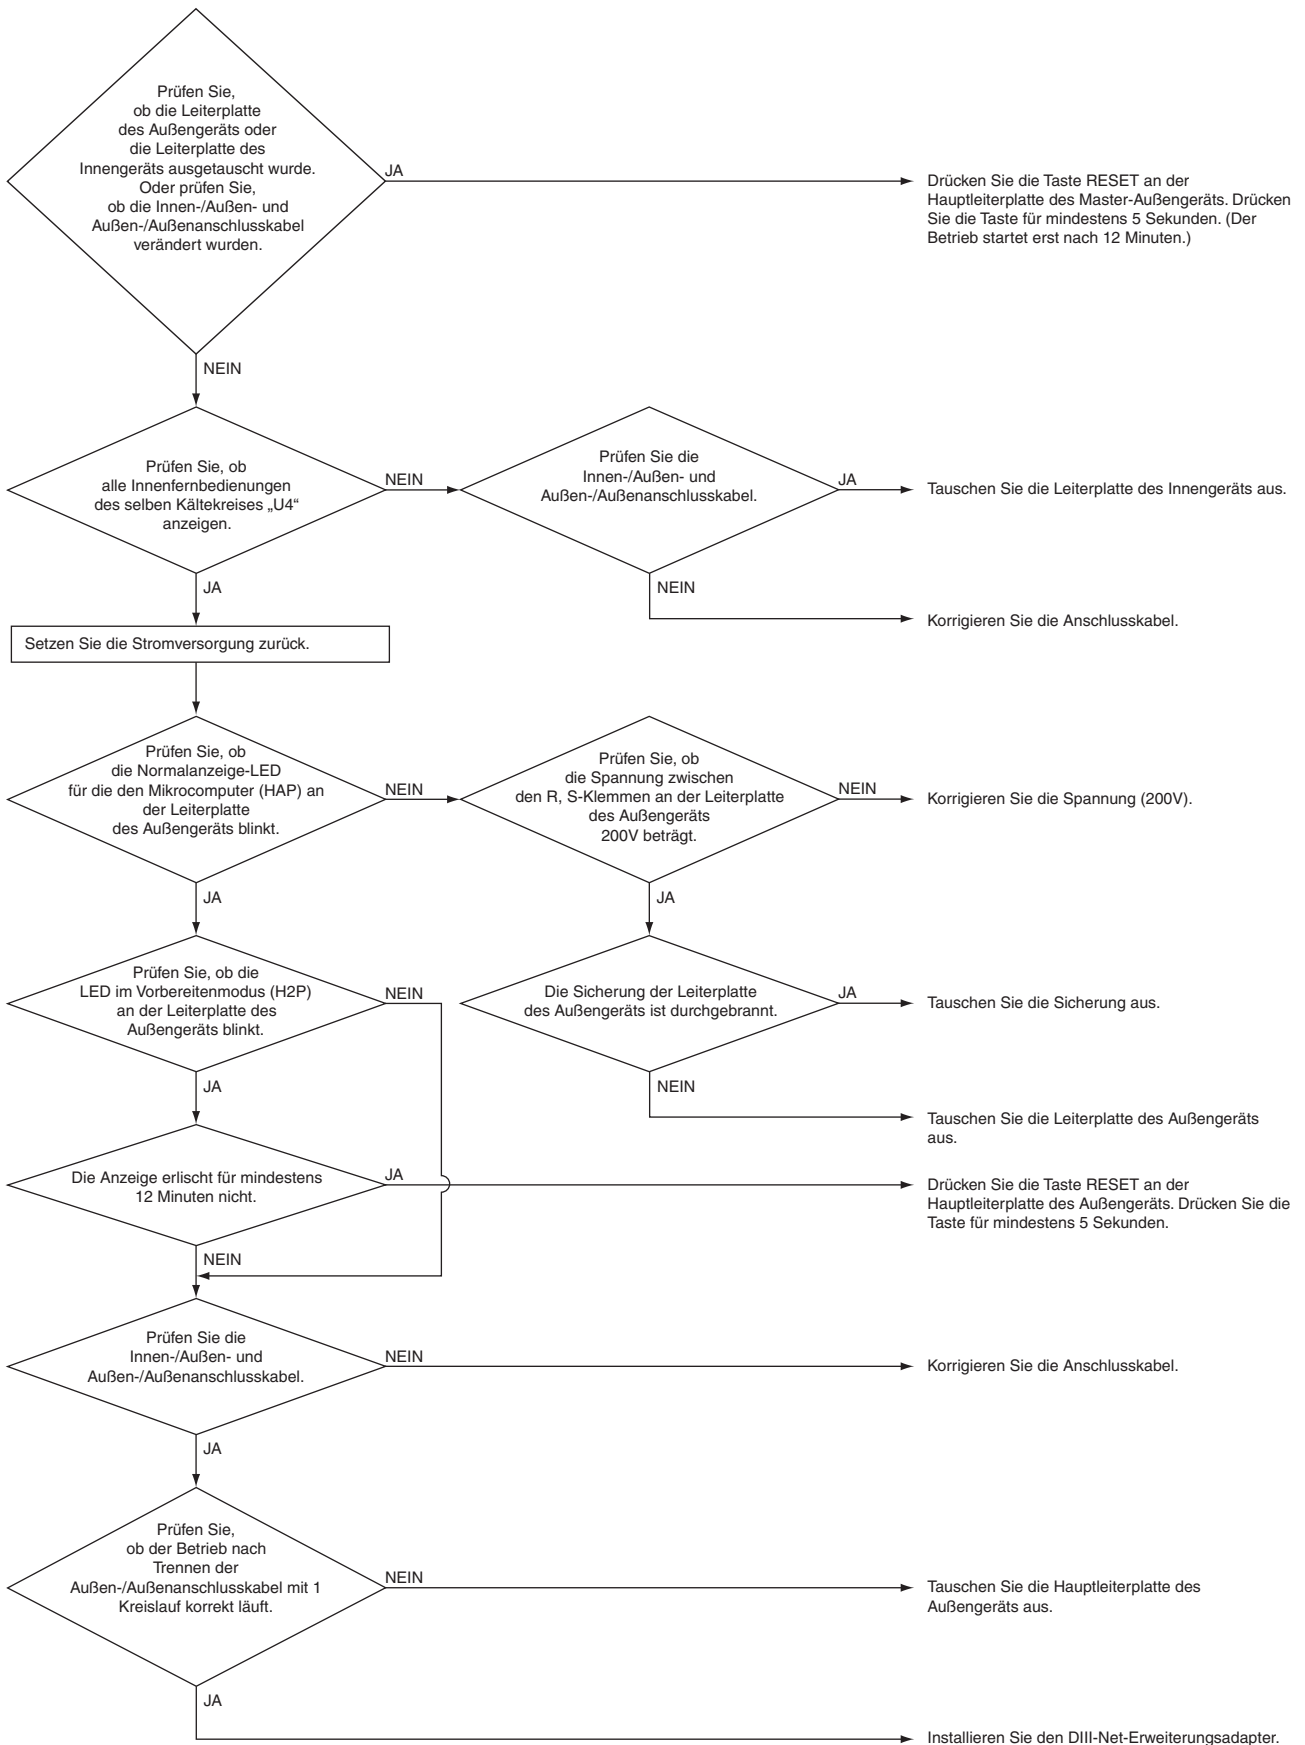 Prüfen Sie,
ob die Leiterplatte
des Außengeräts oder
die Leiterplatte des
Innengeräts ausgetauscht wurde.
Oder prüfen Sie,
ob die Innen-/Außen- und
Außen-/Außenanschlusskabel
verändert wurden.
JA
Drücken Sie die Taste RESET an der
Hauptleiterplatte des Master-Außengeräts. Drücken
Sie die Taste für mindestens 5 Sekunden. (Der
Betrieb startet erst nach 12 Minuten.)
NEIN
Prüfen Sie, ob
alle Innenfernbedienungen
des selben Kältekreises „U4“
anzeigen.
NEIN
Prüfen Sie die
Innen-/Außen- und
Außen-/Außenanschlusskabel.
JA
Tauschen Sie die Leiterplatte des Innengeräts aus.
JA
NEIN
Korrigieren Sie die Anschlusskabel.
Setzen Sie die Stromversorgung zurück.
Prüfen Sie, ob
die Normalanzeige-LED
für die den Mikrocomputer (HAP) an
der Leiterplatte
des Außengeräts blinkt.
NEIN
Prüfen Sie, ob
die Spannung zwischen
den R, S-Klemmen an der Leiterplatte
des Außengeräts
200V beträgt.
NEIN
Korrigieren Sie die Spannung (200V).
JA
JA
Prüfen Sie, ob die
LED im Vorbereitenmodus (H2P)
an der Leiterplatte des
Außengeräts blinkt.
NEIN
Die Sicherung der Leiterplatte
des Außengeräts ist durchgebrannt.
JA
Tauschen Sie die Sicherung aus.
JA
NEIN
Tauschen Sie die Leiterplatte des Außengeräts
aus.
Die Anzeige erlischt für mindestens
12 Minuten nicht.
JA
Drücken Sie die Taste RESET an der
Hauptleiterplatte des Außengeräts. Drücken Sie die
Taste für mindestens 5 Sekunden.
NEIN
Prüfen Sie die
Innen-/Außen- und
Außen-/Außenanschlusskabel.
NEIN
Korrigieren Sie die Anschlusskabel.
JA
Prüfen Sie,
ob der Betrieb nach
Trennen der
Außen-/Außenanschlusskabel mit 1
Kreislauf korrekt läuft.
NEIN
Tauschen Sie die Hauptleiterplatte des
Außengeräts aus.
JA
Installieren Sie den DIII-Net-Erweiterungsadapter.